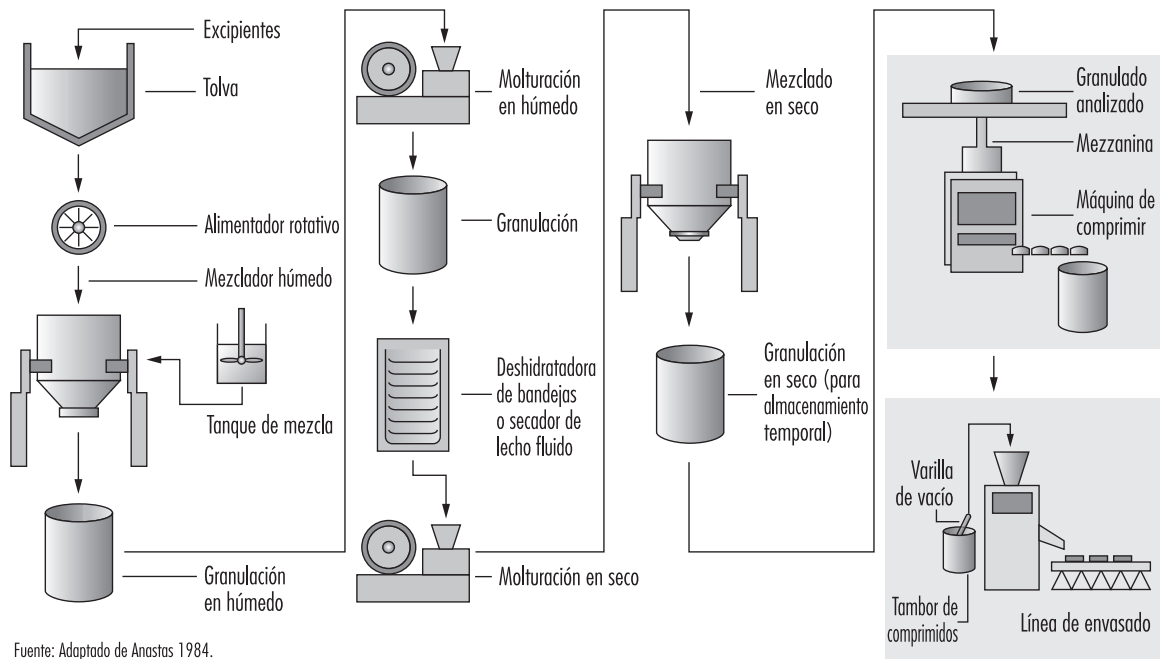 Excipientes
Tolva
Alimentador rotativo
Mezclador húmedo
Tanque de mezcla
Granulación
en húmedo
Molturación
en húmedo
Granulación
Deshidratadora
de bandejas
o secador de
lecho fluido
Molturación en seco
Mezclado
en seco
Granulación
en seco (para
almacenamiento
temporal)
Granulado
analizado
Mezzanina
Máquina de
comprimir
Varilla
de vacío
Tambor de
comprimidos
Línea de envasado
Fuente: Adaptado de Anastas 1984.